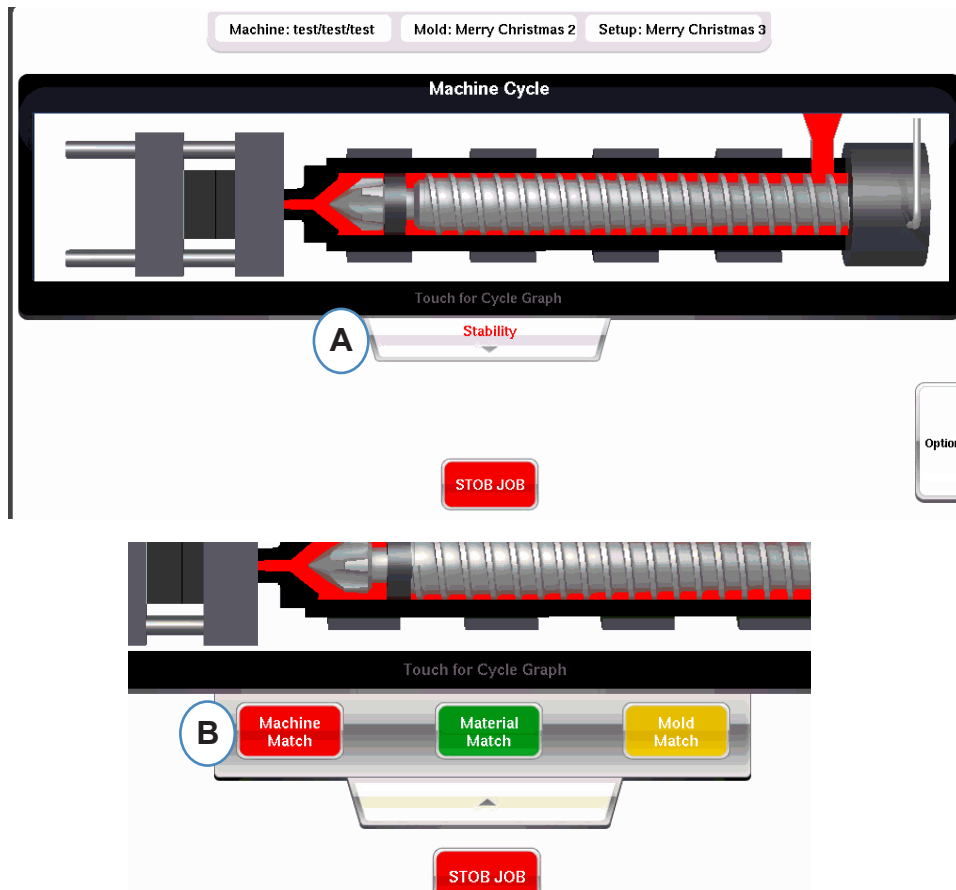 Machine: test/test/test Mold: Merry Christmas 2 Setup: Merry Christmas 3
Machine Cycle
Touch for Cycle Graph
A
Stability
Option
STOB JOB
Touch for Cycle Graph
B
Machine
Match
Material
Match
Mold
Match
STOB JOB